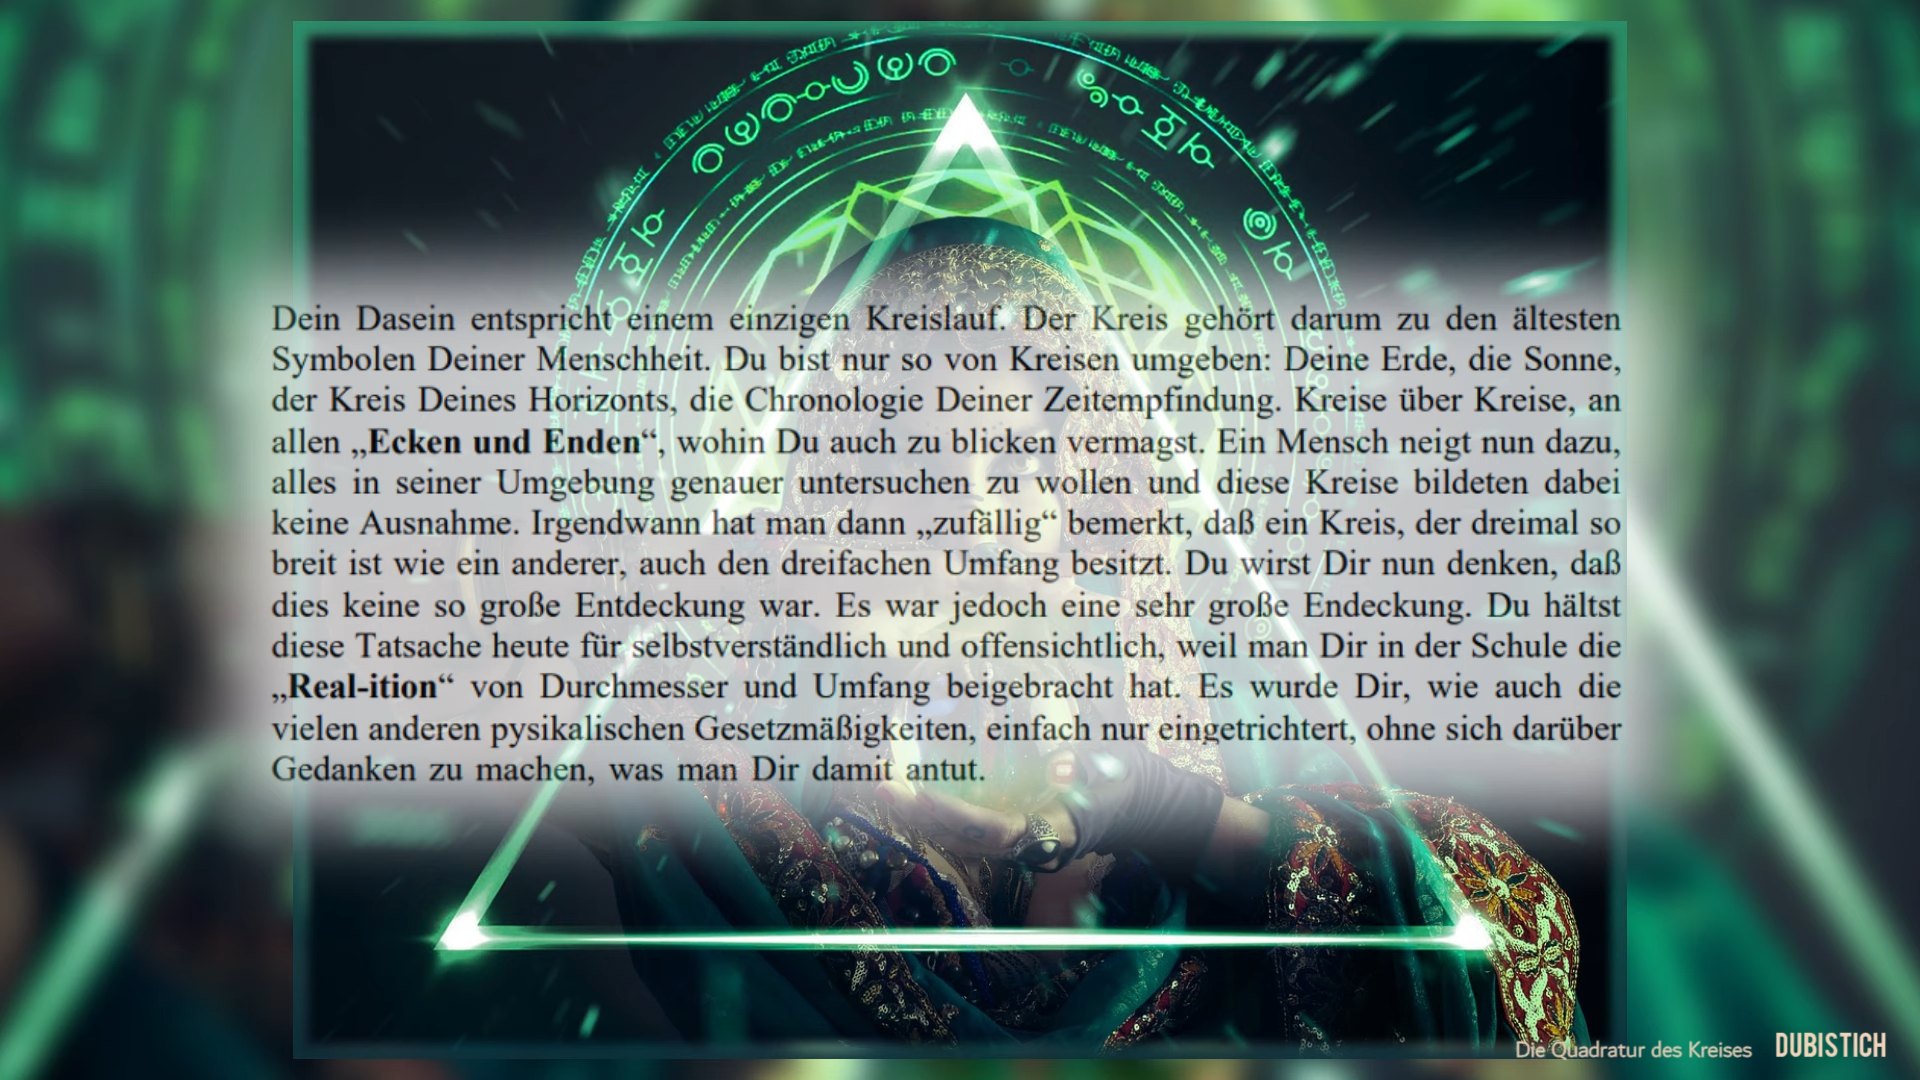 Dein Dasein entspricht einem einzigen Kreislauf. Der Kreis gehört darum zu den ältesten
Symbolen Deiner Menschheit. Du bist nur so von Kreisen umgeben: Deine Erde, die Sonne,
der Kreis Deines Horizonts, die Chronologie Deiner Zeitempfindung. Kreise über Kreise, an
allen „Ecken und Enden“, wohin Du auch zu blicken vermagst. Ein Mensch neigt nun dazu,
alles in seiner Umgebung genauer untersuchen zu wollen und diese Kreise bildeten dabei
keine Ausnahme. Irgendwann hat man dann „zufällig“ bemerkt, daß ein Kreis, der dreimal so
breit ist wie ein anderer, auch den dreifachen Umfang besitzt. Du wirst Dir nun denken, daß
dies keine so große Entdeckung war. Es war jedoch eine sehr große Endeckung. Du hältst
diese Tatsache heute für selbstverständlich und offensichtlich, weil man Dir in der Schule die
„Real-ition“ von Durchmesser und Umfang beigebracht hat. Es wurde Dir, wie auch die
vielen anderen pysikalischen Gesetzmäßigkeiten, einfach nur eingetrichtert, ohne sich darüber
Gedanken zu machen, was man Dir damit antut.
Die Quadratur des Kreises DUBISTICH